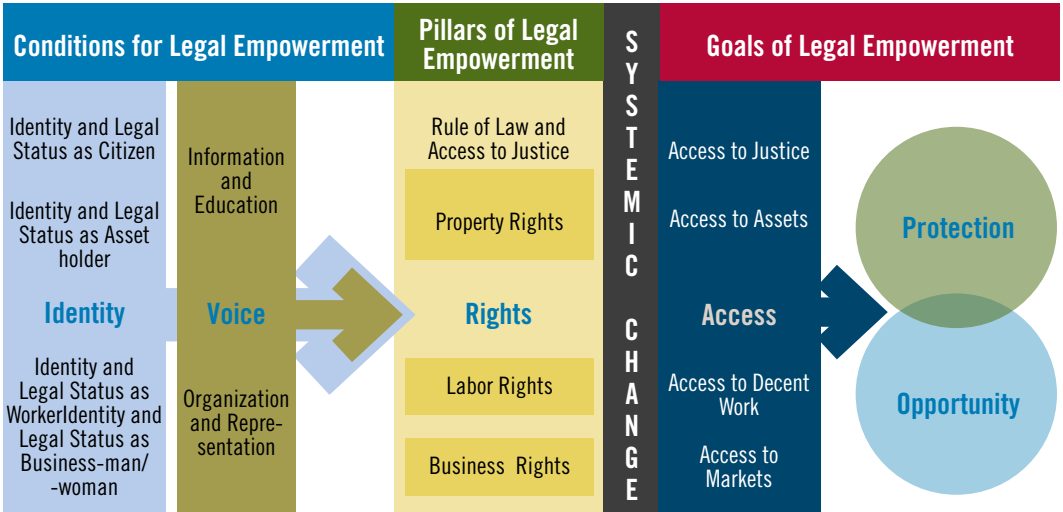 Conditions for Legal Empowerment
Identity and Legal
Status as Citizen
Identity and Legal
Status as Asset
holder
Identity
Identity and
Legal Status as
WorkerIdentity and
Legal Status as
Business-man/
-woman
Information
and
Education
Voice
Organization
and Repre-
sentation
Pillars of Legal
Empowerment
Rule of Law and
Access to Justice
Property Rights
Rights
Labor Rights
Business Rights
SYSTEMIC CHANGE
Goals of Legal Empowerment
Access to Justice
Access to Assets
Access
Access to Decent
Work
Access to
Markets
Protection
Opportunity